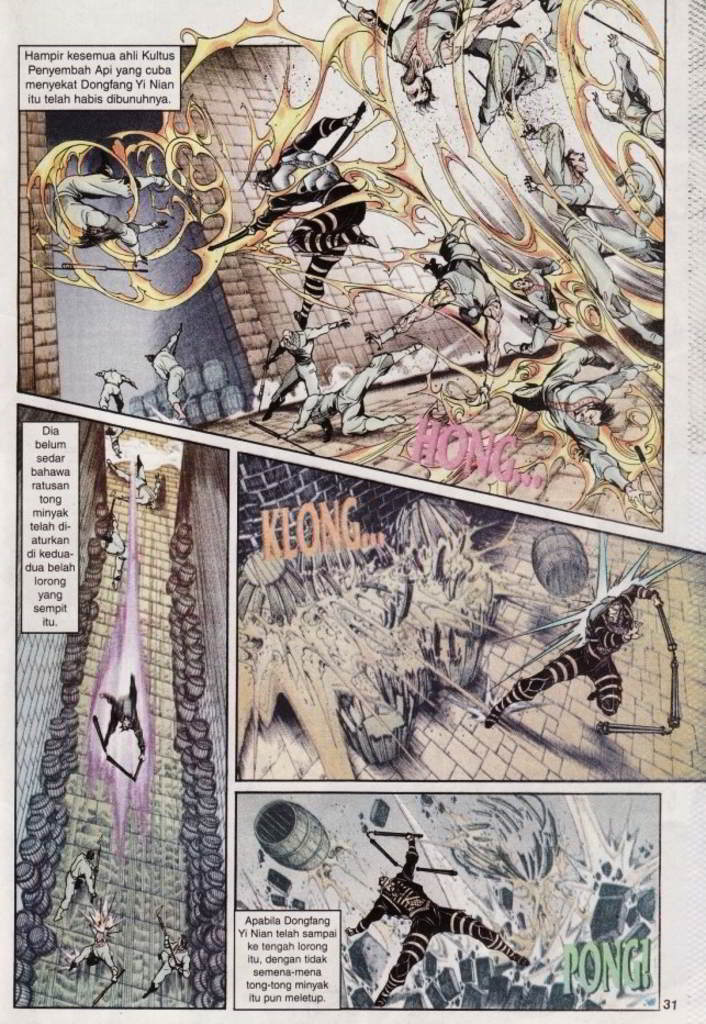 Hampir kesemua ahli Kultus
Penyembah Api yang cuba
menyekat Dongfang Yi Nian
itu telah habis dibunuhnya.
HONG...
Dia
belum
sedar
bahawa
ratusan
tong
minyak
telah di-
aturkan
di kedua-
dua belah
lorong
yang
sempit
itu.
KLONG...
Apabila Dongfang
Yi Nian telah sampai
ke tengah lorong
itu, dengan tidak
semena-mena
tong-tong minyak
itu pun meletup.
PONG!
31